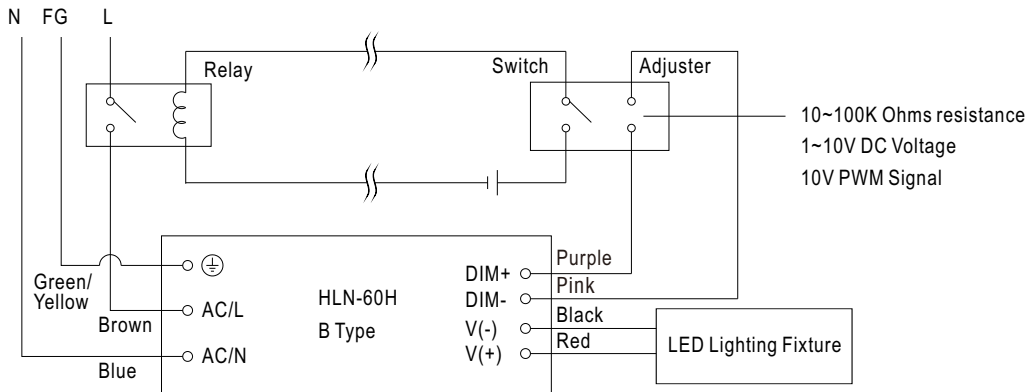 N FG L
Relay
Switch
Adjuster
10~100K Ohms resistance
1~10V DC Voltage
10V PWM Signal
Green/
Yellow
Brown
Blue
AC/L
AC/N
HLN-60H
B Type
DIM+
DIM-
V(-)
V(+)
Purple
Pink
Black
Red
LED Lighting Fixture